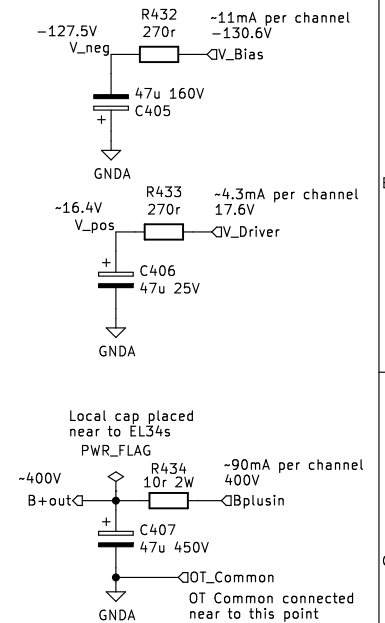 R432
~11mA per channel
-127.5V
270r
-130.6V
V_neg
V_Bias
47u 160V
+
C405
GNDA
R433
~4.3mA per channel
~16.4V
270r
17.6V
V_pos
V_Driver
+
C406
47u 25V
GNDA
Local cap placed
near to EL34s
PWR_FLAG
R434
~90mA per channel
~400V
10r 2W
400V
B+out
Bplusin
+
C407
47u 450V
OT_Common
GNDA
OT Common connected
near to this point